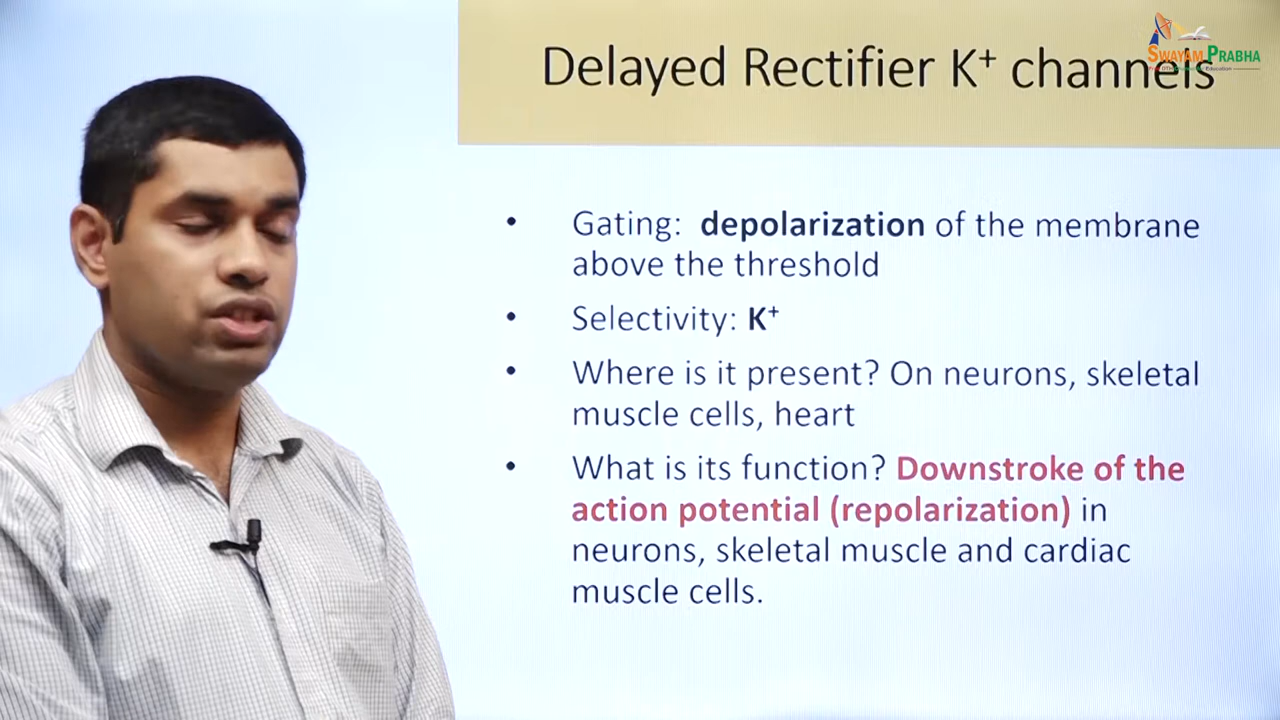 Delayed Rectifier K⁺ channels
SWAYAM PRABHA
• Gating: depolarization of the membrane
above the threshold
• Selectivity: K⁺
• Where is it present? On neurons, skeletal
muscle cells, heart
• What is its function? Downstroke of the
action potential (repolarization) in
neurons, skeletal muscle and cardiac
muscle cells.